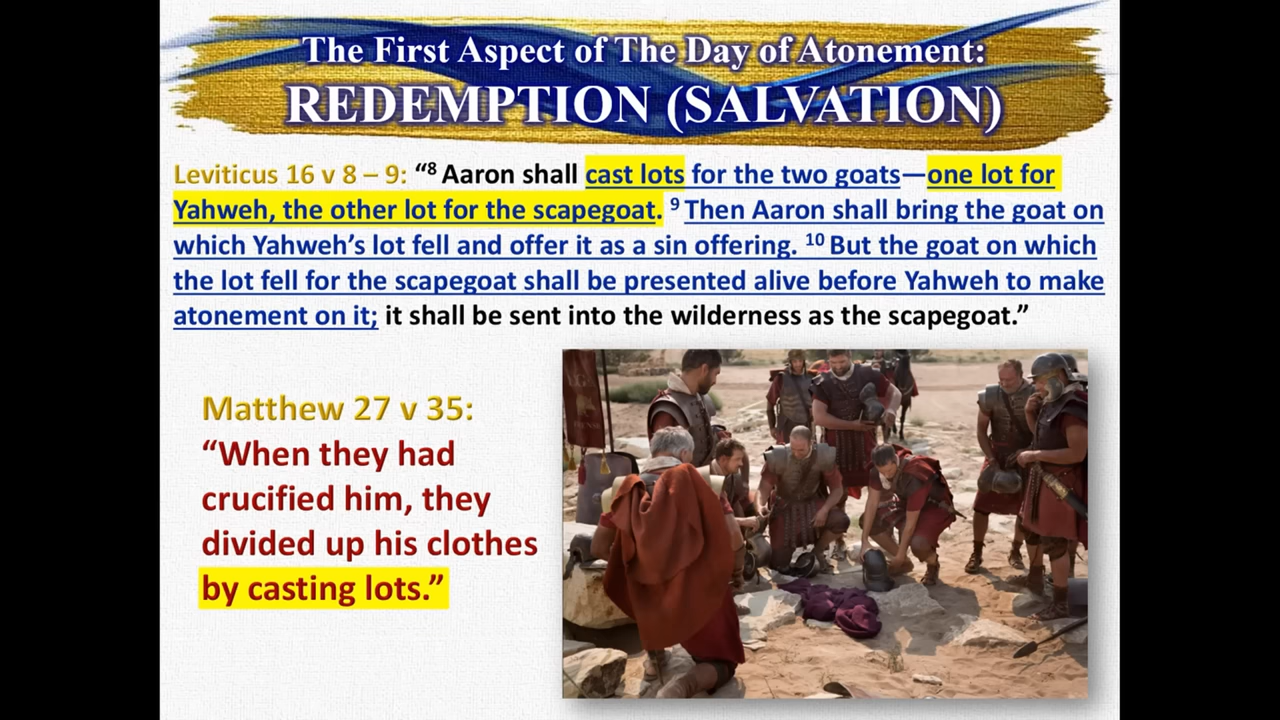 The First Aspect of The Day of Atonement:
REDEMPTION (SALVATION)
Leviticus 16 v 8 – 9: “8 Aaron shall cast lots for the two goats—one lot for
Yahweh, the other lot for the scapegoat. 9 Then Aaron shall bring the goat on
which Yahweh’s lot fell and offer it as a sin offering. 10 But the goat on which
the lot fell for the scapegoat shall be presented alive before Yahweh to make
atonement on it; it shall be sent into the wilderness as the scapegoat.”
Matthew 27 v 35:
“When they had
crucified him, they
divided up his clothes
by casting lots.”